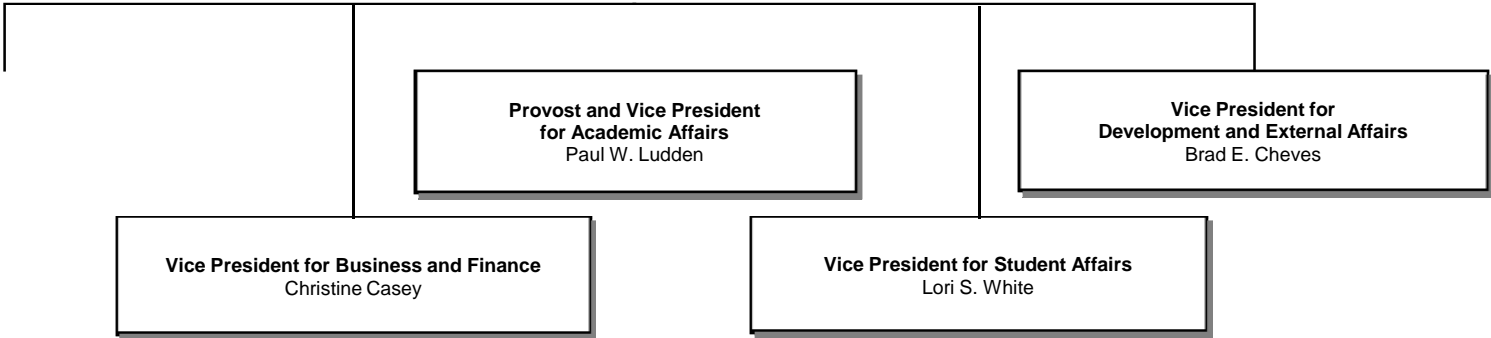 Provost and Vice President
for Academic Affairs
Paul W. Ludden
Vice President for
Development and External Affairs
Brad E. Cheves
Vice President for Business and Finance
Christine Casey
Vice President for Student Affairs
Lori S. White